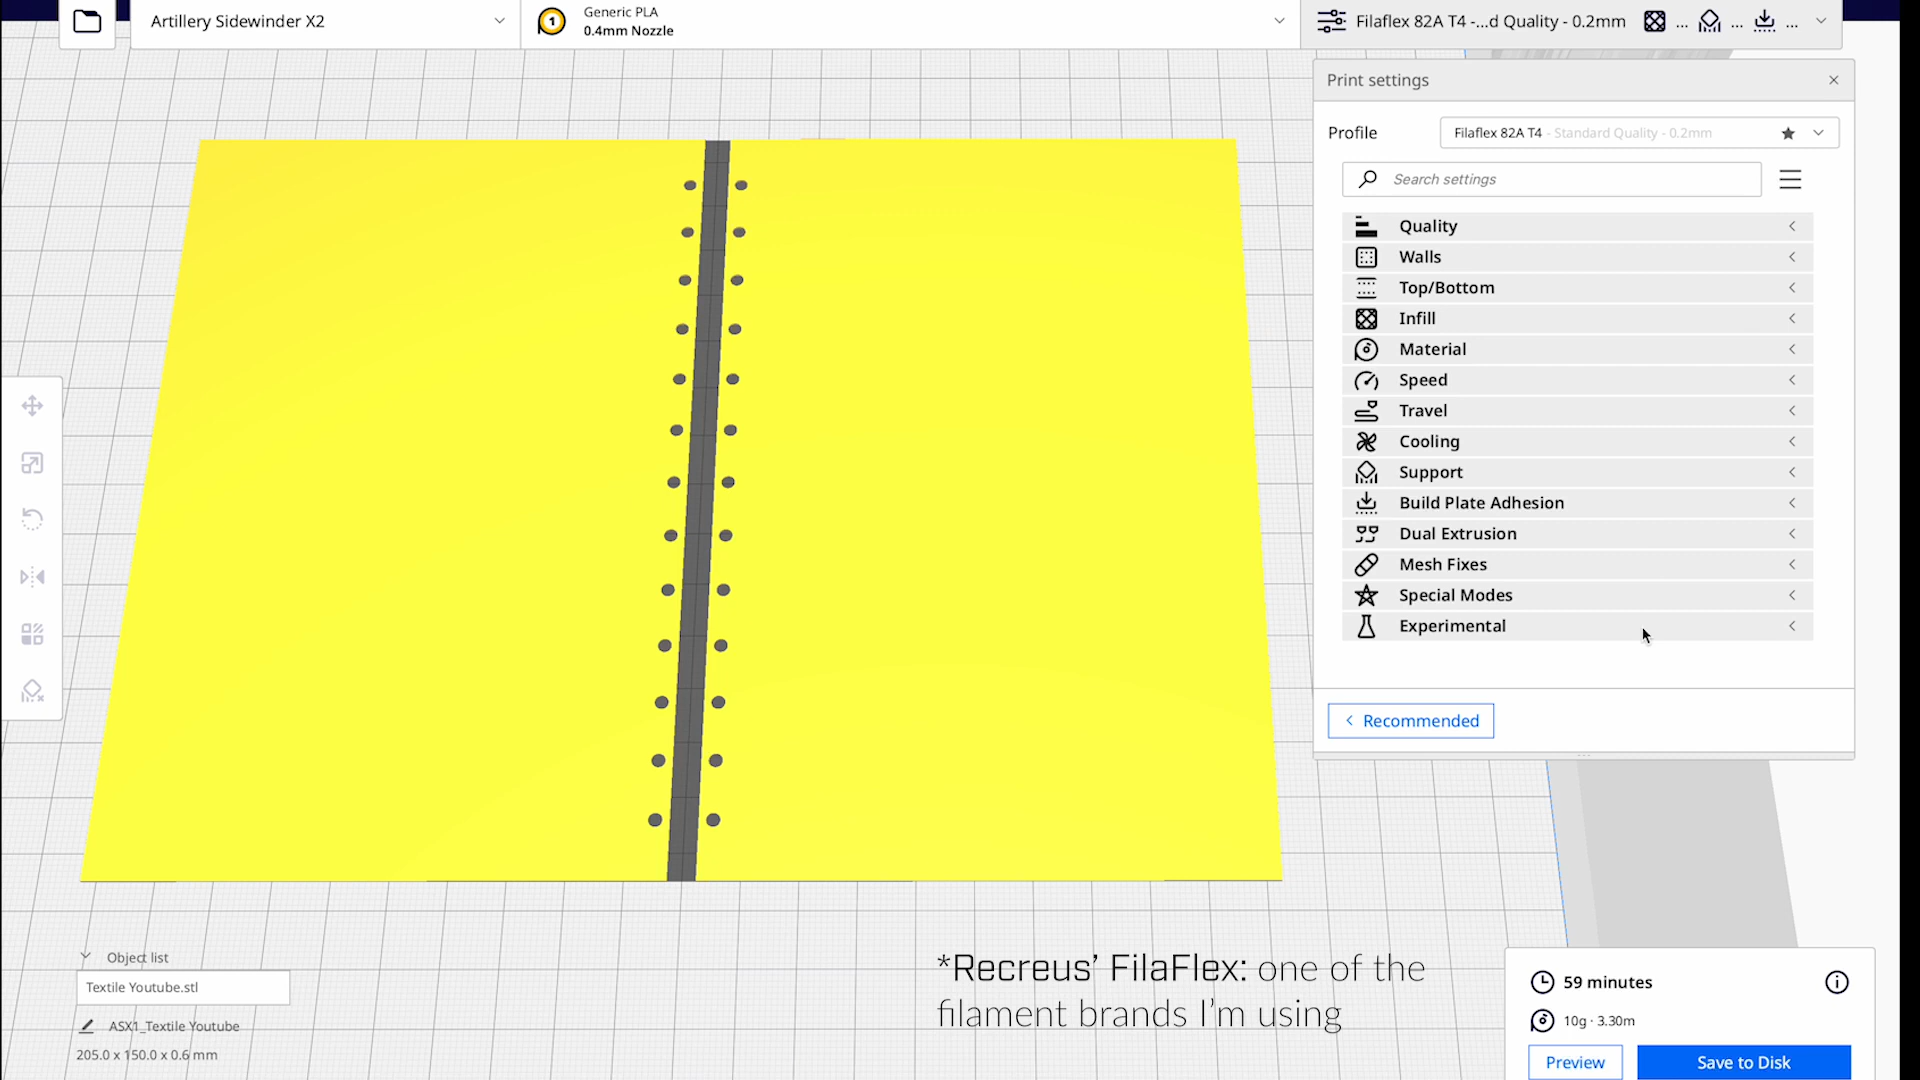 Artillery Sidewinder X2
1
Generic PLA
0.4mm Nozzle
Filaflex 82A T4 -...d Quality - 0.2mm
...
...
...
Print settings
Profile
Filaflex 82A T4 - Standard Quality - 0.2mm
Search settings
Quality
Walls
Top/Bottom
Infill
Material
Speed
Travel
Cooling
Support
Build Plate Adhesion
Dual Extrusion
Mesh Fixes
Special Modes
Experimental
Recommended
Object list
Textile Youtube.stl
ASX1_Textile Youtube
205.0 x 150.0 x 0.6 mm
*Recreus’ FilaFlex: one of the
filament brands I’m using
59 minutes
10g · 3.30m
Preview
Save to Disk